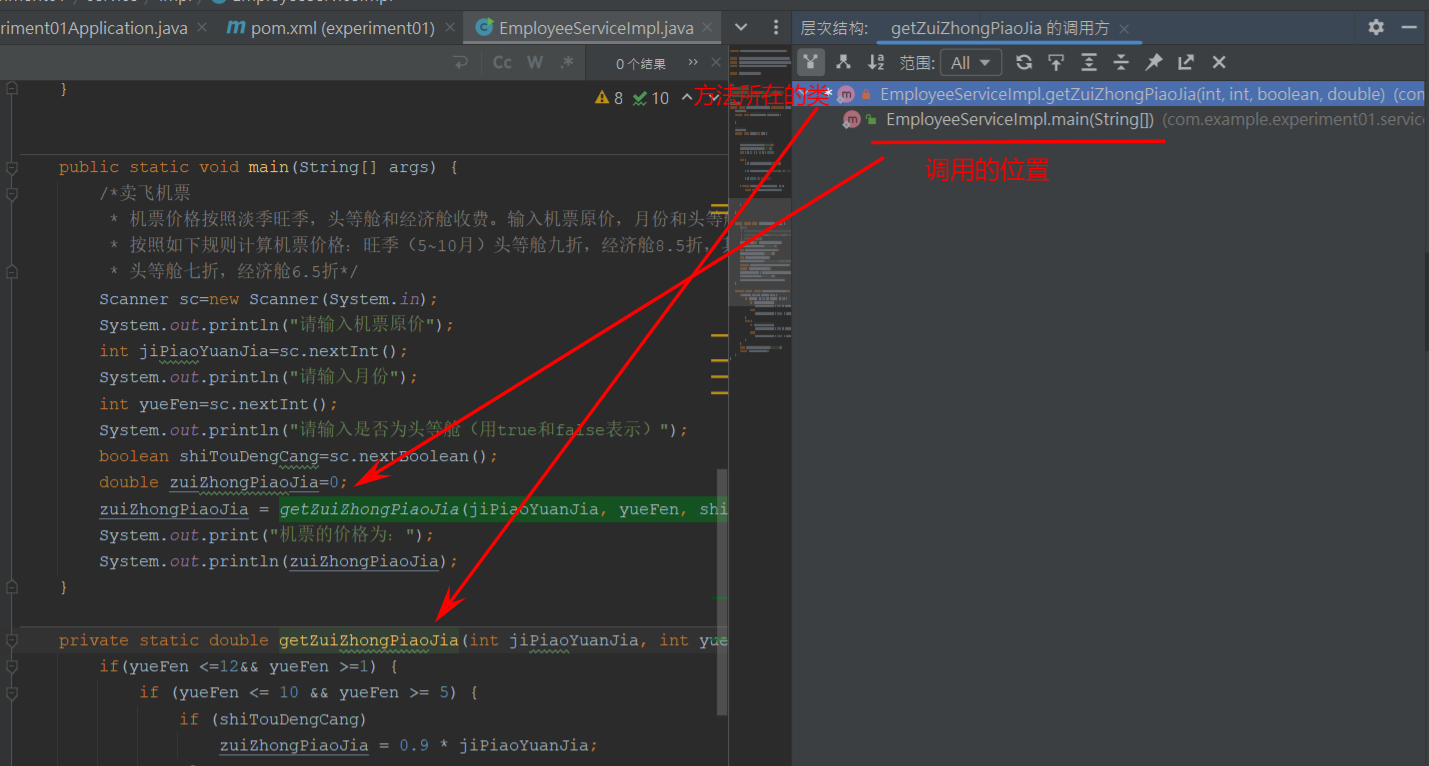 riment01Application.java
pom.xml (experiment01)
EmployeeServiceImpl.java
层次结构:
getZuiZhongPiaoJia 的调用方
Cc W .*
0 个结果
范围:
All
8
10
方法所在的类
EmployeeServiceImpl.getZuiZhongPiaoJia(int, int, boolean, double) (con
EmployeeServiceImpl.main(String[]) (com.example.experiment01.service
调用的位置
}
public static void main(String[] args) {
/*卖飞机票
* 机票价格按照淡季旺季，头等舱和经济舱收费。输入机票原价，月份和头等舱
* 按照如下规则计算机票价格：旺季（5~10月）头等舱九折，经济舱8.5折，
* 头等舱七折，经济舱6.5折*/
Scanner sc=new Scanner(System.in);
System.out.println("请输入机票原价");
int jiPiaoYuanJia=sc.nextInt();
System.out.println("请输入月份");
int yueFen=sc.nextInt();
System.out.println("请输入是否为头等舱（用true和false表示）");
boolean shiTouDengCang=sc.nextBoolean();
double zuiZhongPiaoJia=0;
zuiZhongPiaoJia = getZuiZhongPiaoJia(jiPiaoYuanJia, yueFen, shi
System.out.print("机票的价格为：");
System.out.println(zuiZhongPiaoJia);
}
private static double getZuiZhongPiaoJia(int jiPiaoYuanJia, int yue
if(yueFen <=12&& yueFen >=1) {
if (yueFen <= 10 && yueFen >= 5) {
if (shiTouDengCang)
zuiZhongPiaoJia = 0.9 * jiPiaoYuanJia;